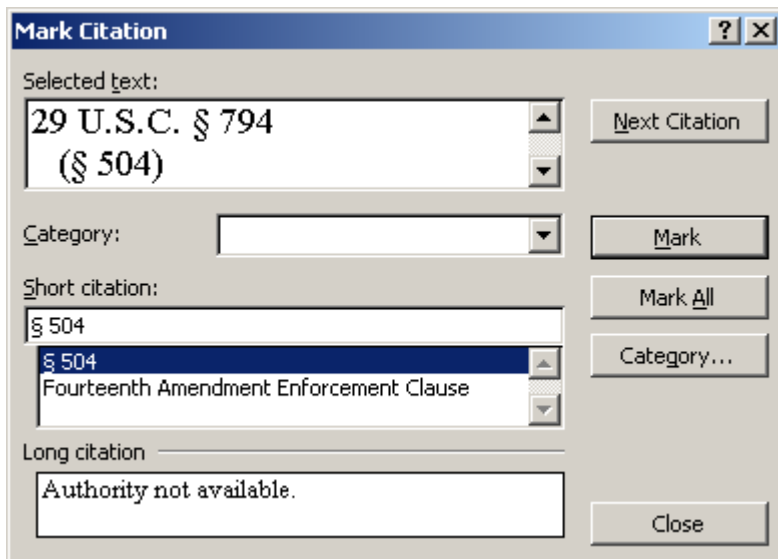 Mark Citation
Selected text:
29 U.S.C. § 794
(§ 504)
Next Citation
Category:
Mark
Short citation:
Mark All
§ 504
§ 504
Category...
Fourteenth Amendment Enforcement Clause
Long citation
Authority not available.
Close